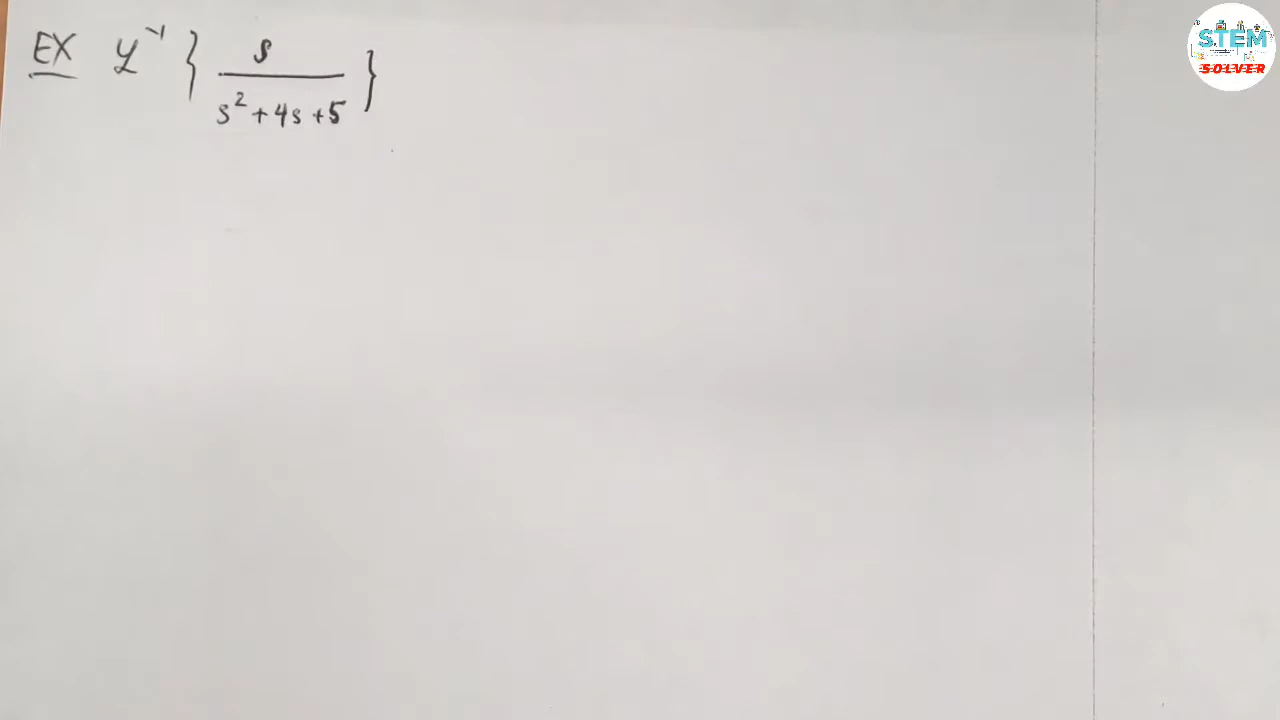 EX ℒ⁻¹ { s / (s² + 4s + 5) }
STEM
SOLVER